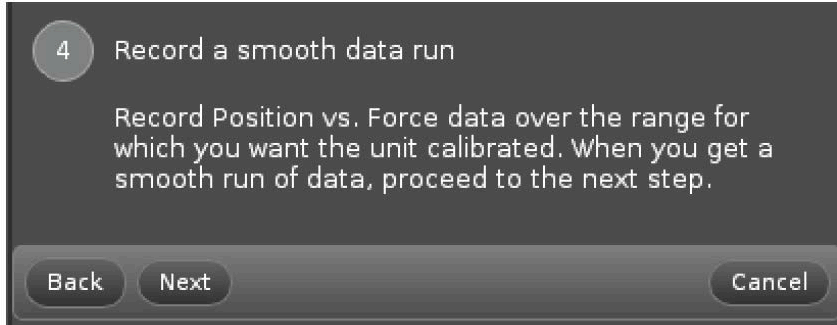 4
Record a smooth data run
Record Position vs. Force data over the range for
which you want the unit calibrated. When you get a
smooth run of data, proceed to the next step.
Back
Next
Cancel